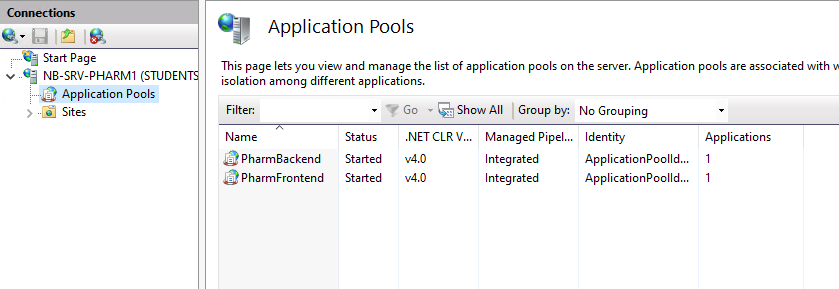 Connections
Start Page
NB-SRV-PHARM1 (STUDENTS
Application Pools
Sites
Application Pools
This page lets you view and manage the list of application pools on the server. Application pools are associated with w
isolation among different applications.
Filter: Go Show All Group by: No Grouping
Name Status .NET CLR V... Managed Pipel... Identity Applications
PharmBackend Started v4.0 Integrated ApplicationPoolId... 1
PharmFrontend Started v4.0 Integrated ApplicationPoolId... 1